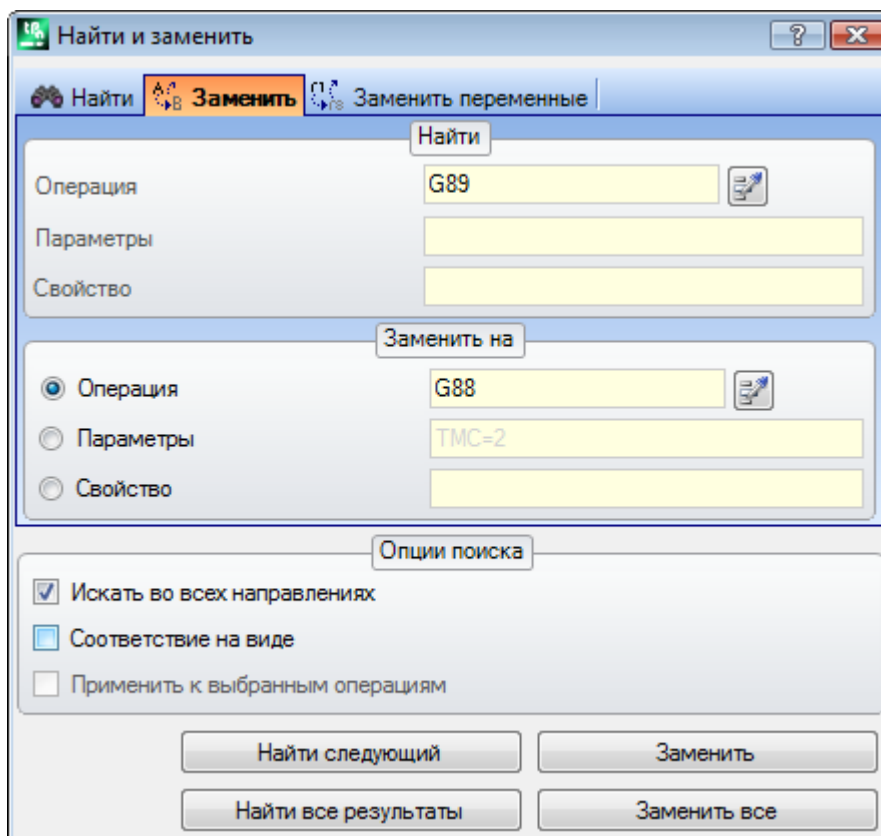 Найти и заменить
Найти Заменить Заменить переменные
Найти
Операция G89
Параметры
Свойство
Заменить на
Операция G88
Параметры TMC=2
Свойство
Опции поиска
Искать во всех направлениях
Соответствие на виде
Применить к выбранным операциям
Найти следующий Заменить
Найти все результаты Заменить все